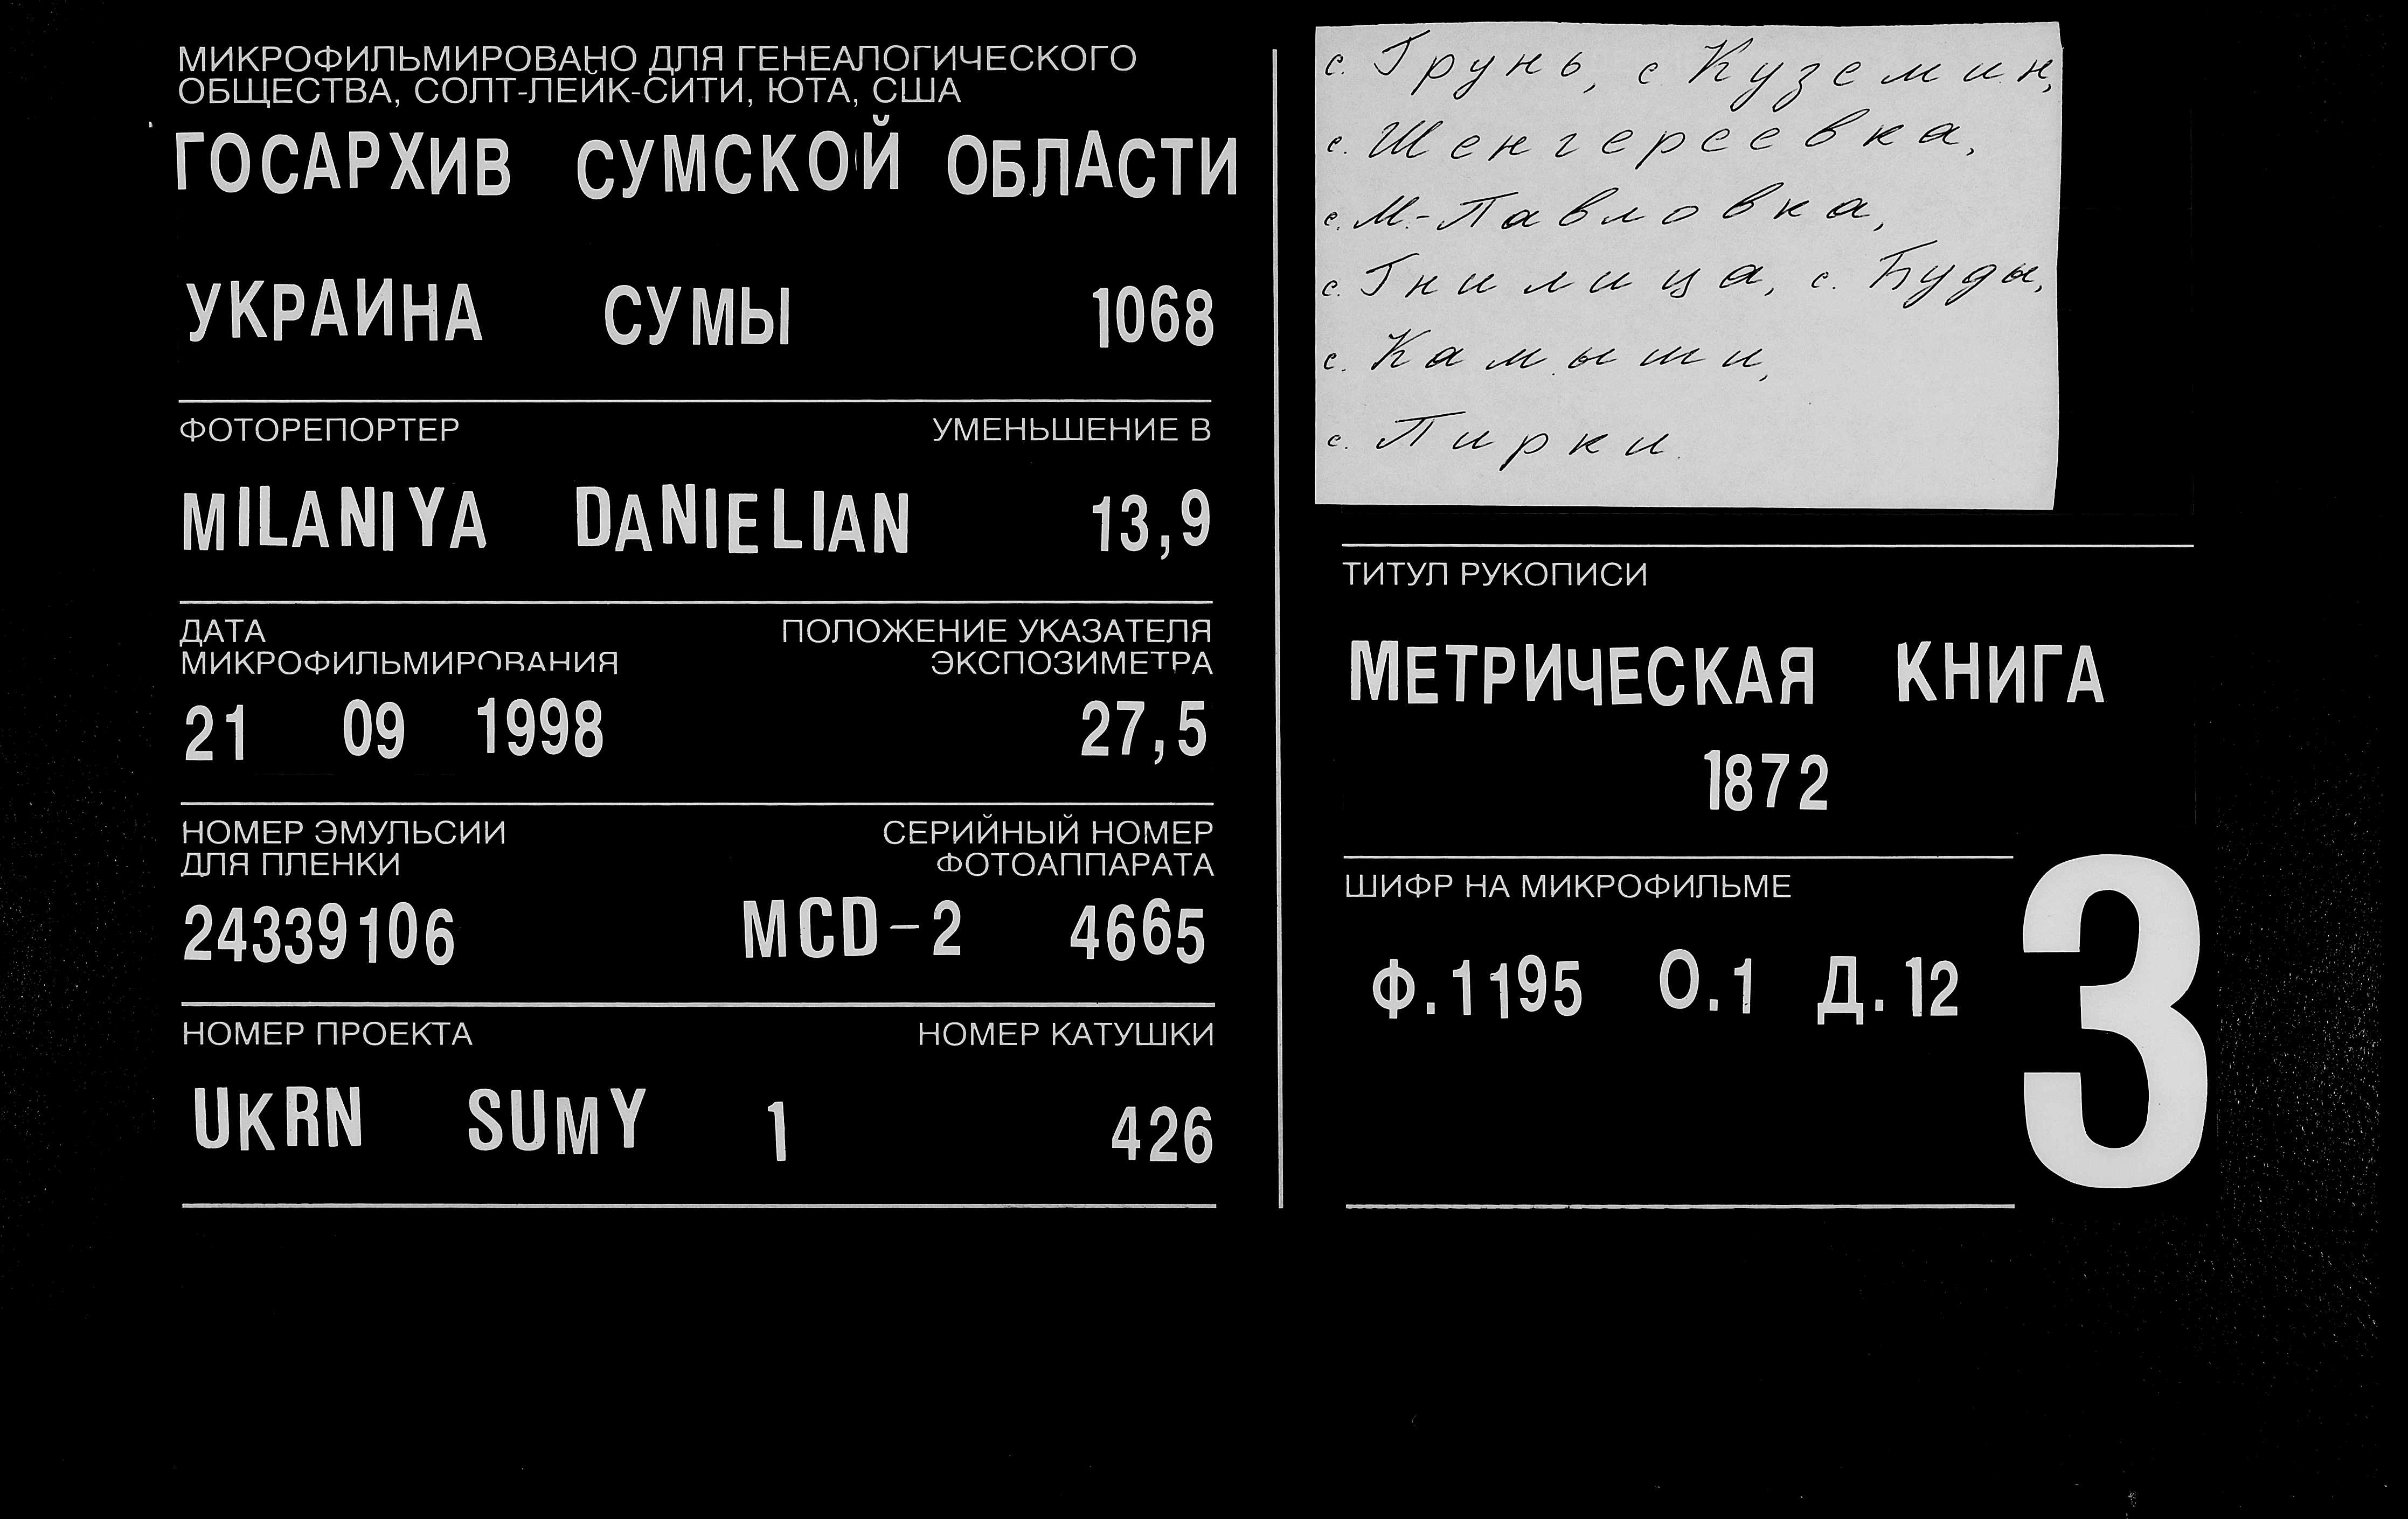 МИКРОФИЛЬМИРОВАНО ДЛЯ ГЕНЕАЛОГИЧЕСКОГО
ОБЩЕСТВА, СОЛТ-ЛЕЙК-СИТИ, ЮТА, США
ГОСАРХИВ СУМСКОЙ ОБЛАСТИ
УКРАИНА СУМЫ 1068
ФОТОРЕПОРТЕР УМЕНЬШЕНИЕ В
MILANIYA DANIELIAN 13,9
ДАТА ПОЛОЖЕНИЕ УКАЗАТЕЛЯ
МИКРОФИЛЬМИРОВАНИЯ ЭКСПОЗИМЕТРА
21 09 1998 27,5
НОМЕР ЭМУЛЬСИИ СЕРИЙНЫЙ НОМЕР
ДЛЯ ПЛЕНКИ ФОТОАППАРАТА
24339106 MCD-2 4665
НОМЕР ПРОЕКТА НОМЕР КАТУШКИ
UKRN SUMY 1 426
с. Грунь, с Куземин,
с. Шенгереевка,
с. М.-Павловка,
с. Гнилица, с. Буды,
с. Камыши,
с. Пирки.
ТИТУЛ РУКОПИСИ
МЕТРИЧЕСКАЯ КНИГА
1872
ШИФР НА МИКРОФИЛЬМЕ
Ф.1195 О.1 Д.12
3